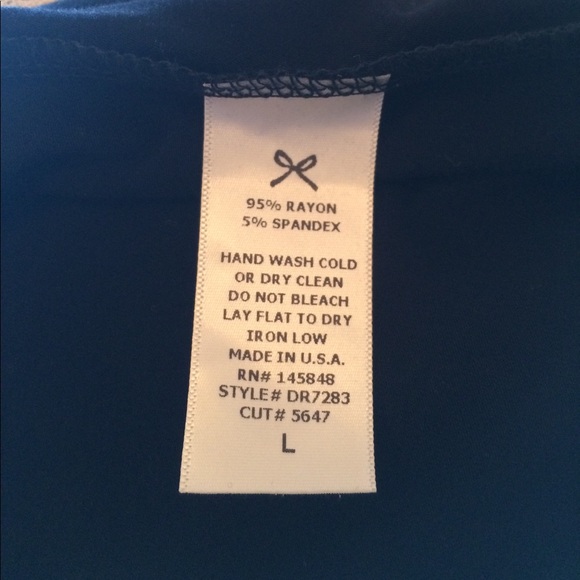 95% RAYON
5% SPANDEX
HAND WASH COLD
OR DRY CLEAN
DO NOT BLEACH
LAY FLAT TO DRY
IRON LOW
MADE IN U.S.A.
RN# 145848
STYLE# DR7283
CUT# 5647
L